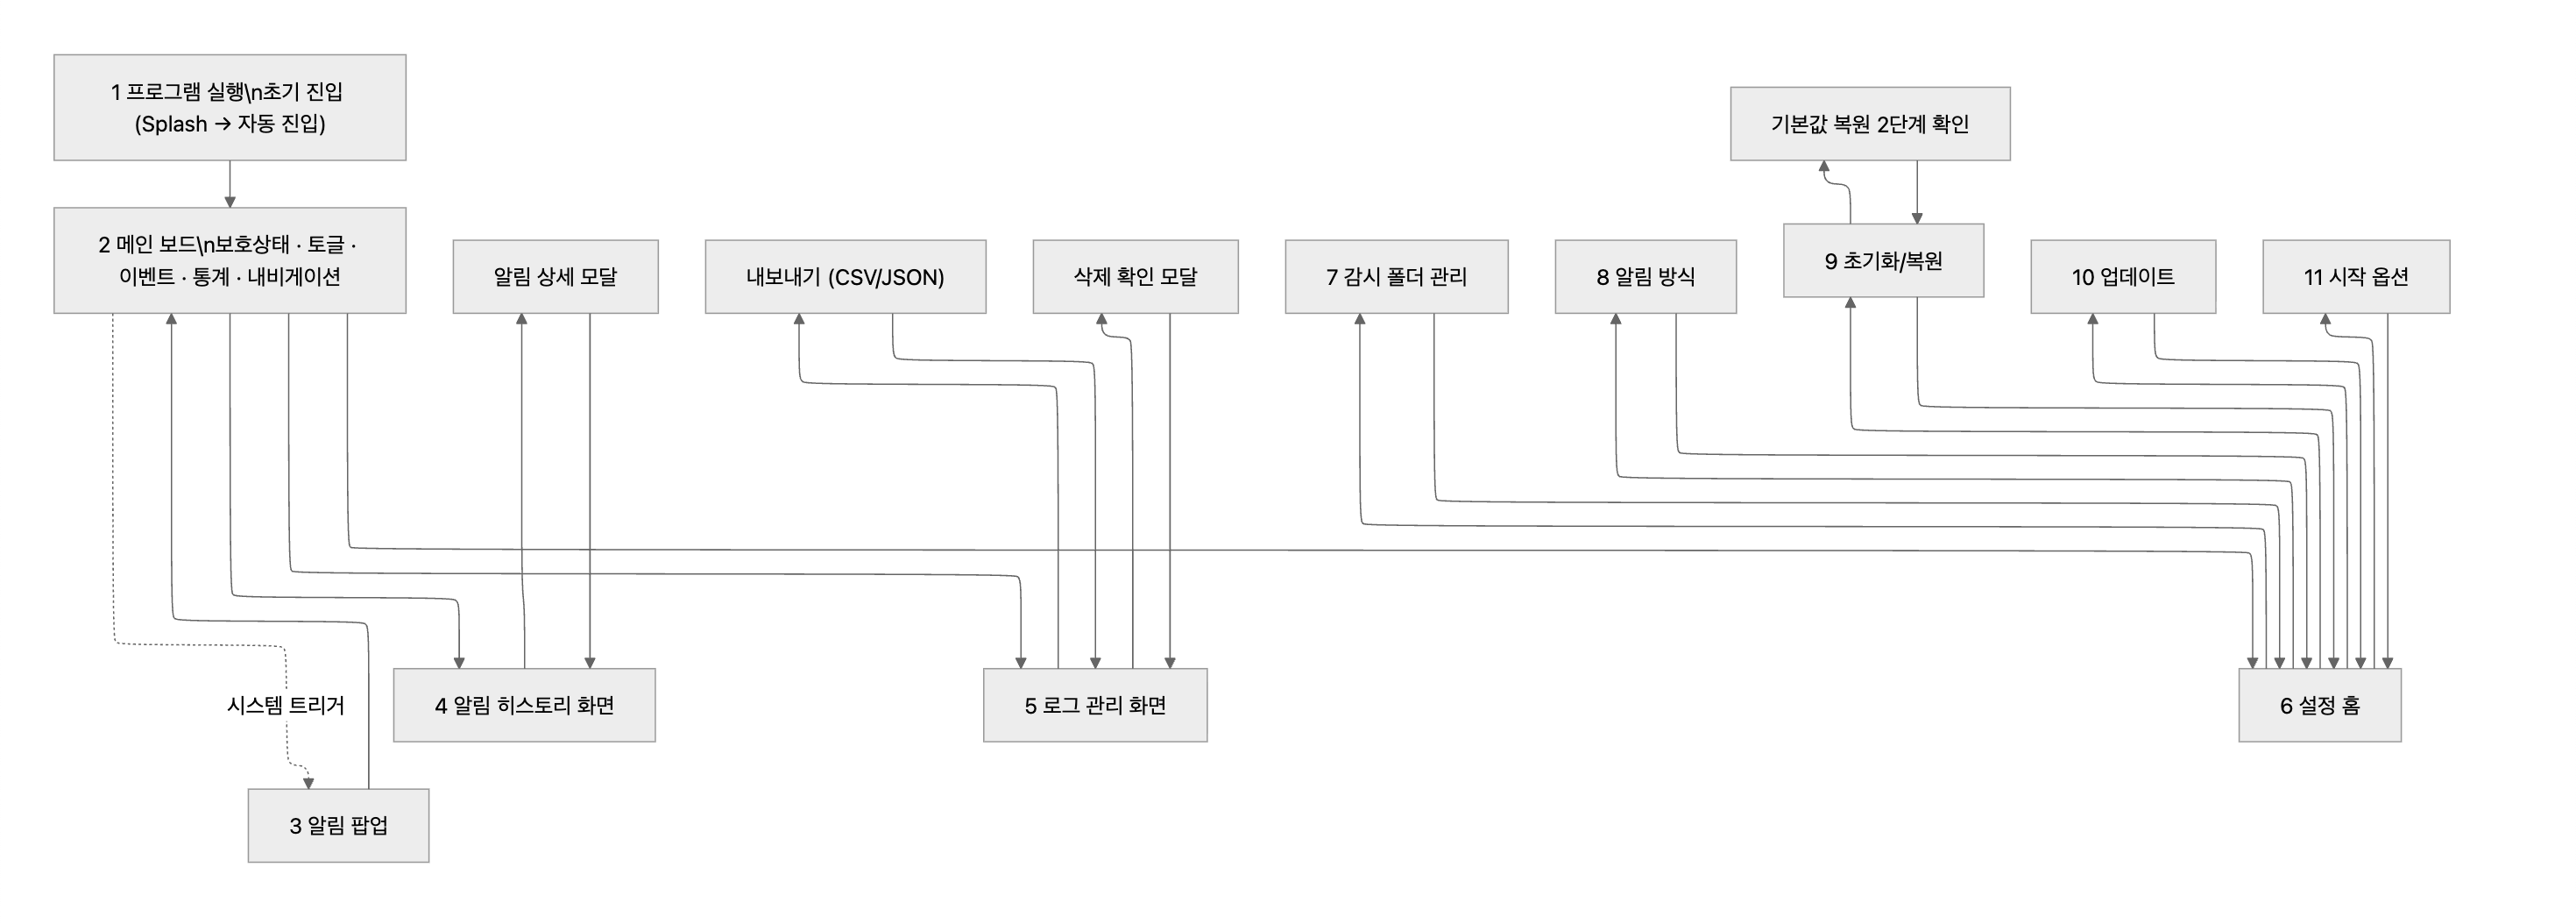 1 프로그램 실행\n초기 진입
(Splash → 자동 진입)
기본값 복원 2단계 확인
2 메인 보드\n보호상태 · 토글 ·
이벤트 · 통계 · 내비게이션
알림 상세 모달
내보내기 (CSV/JSON)
삭제 확인 모달
7 감시 폴더 관리
8 알림 방식
9 초기화/복원
10 업데이트
11 시작 옵션
시스템 트리거
4 알림 히스토리 화면
5 로그 관리 화면
6 설정 홈
3 알림 팝업